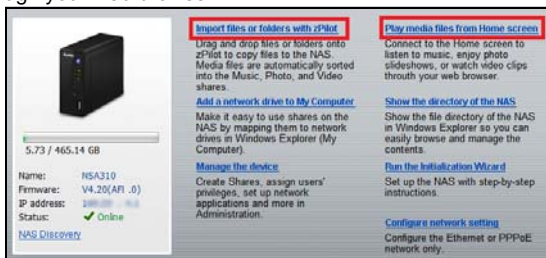 5.73 / 465.14 GB
Name: NSA310
Firmware: V4.20(AFI .0)
IP address:
Status: Online
NAS Discovery
Import files or folders with zPilot
Drag and drop files or folders onto
zPilot to copy files to the NAS.
Media files are automatically sorted
into the Music, Photo, and Video
shares.
Add a network drive to My Computer
Make it easy to use shares on the
NAS by mapping them to network
drives in Windows Explorer (My
Computer).
Manage the device
Create Shares, assign users'
privileges, set up network
applications and more in
Administration.
Play media files from Home screen
Connect to the Home screen to
listen to music, enjoy photo
slideshows, or watch video clips
throuth your web browser.
Show the directory of the NAS
Show the file directory of the NAS
in Windows Explorer so you can
easily browse and manage the
contents.
Run the Initialization Wizard
Set up the NAS with step-by-step
instructions.
Configure network setting
Configure the Ethernet or PPPoE
network only.